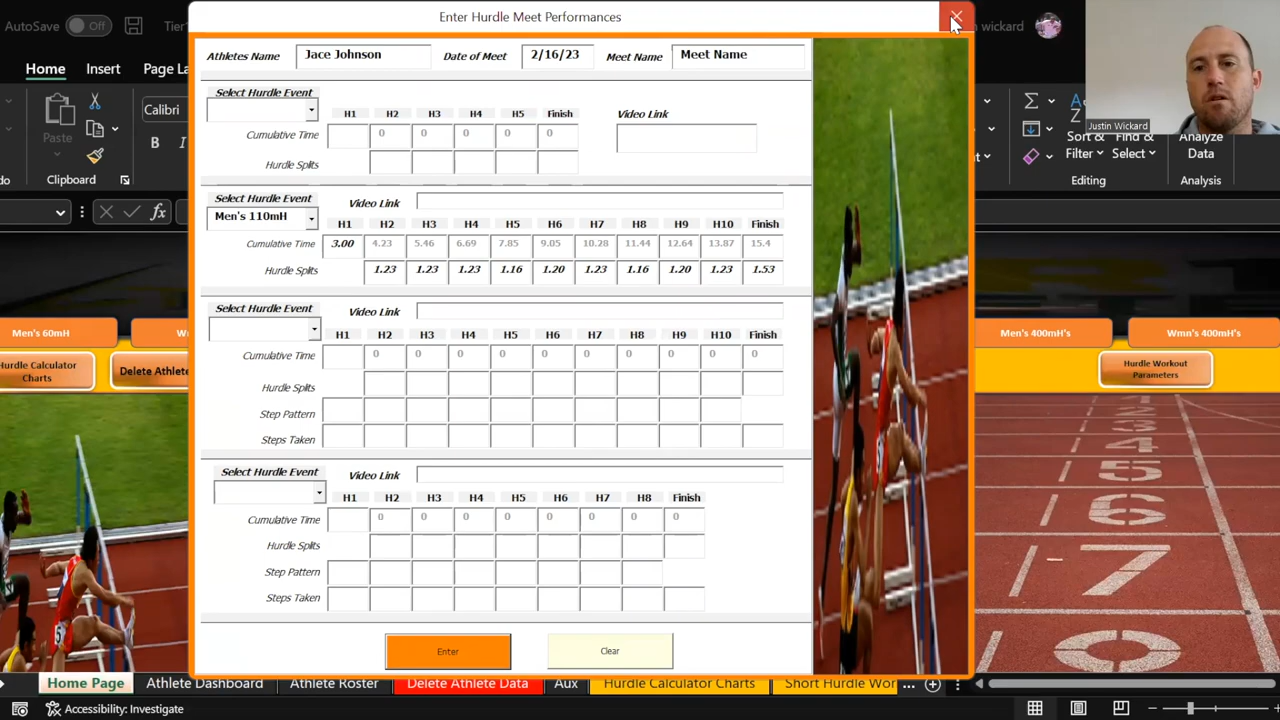 Enter Hurdle Meet Performances
AutoSave Off
Justin Wickard
Home Insert Page La
Calibri
Paste
B I
Clipboard
Sort & Filter
Find & Select
Analyze Data
Editing
Analysis
fx
Athletes Name Jace Johnson Date of Meet 2/16/23 Meet Name Meet Name
Select Hurdle Event
H1 H2 H3 H4 H5 Finish Video Link
Cumulative Time 0 0 0 0 0
Hurdle Splits
Select Hurdle Event Video Link
Men's 110mH
H1 H2 H3 H4 H5 H6 H7 H8 H9 H10 Finish
Cumulative Time 3.00 4.23 5.46 6.69 7.85 9.05 10.28 11.44 12.64 13.87 15.4
Hurdle Splits 1.23 1.23 1.23 1.16 1.20 1.23 1.16 1.20 1.23 1.53
Select Hurdle Event Video Link
H1 H2 H3 H4 H5 H6 H7 H8 H9 H10 Finish
Cumulative Time 0 0 0 0 0 0 0 0 0 0
Hurdle Splits
Step Pattern
Steps Taken
Select Hurdle Event Video Link
H1 H2 H3 H4 H5 H6 H7 H8 Finish
Cumulative Time 0 0 0 0 0 0 0 0
Hurdle Splits
Step Pattern
Steps Taken
Enter Clear
Men's 60mH
Hurdle Calculator Charts
Delete Athlete
Men's 400mH's
Wmn's 400mH's
Hurdle Workout Parameters
5
6
7
Home Page Athlete Dashboard Athlete Roster Delete Athlete Data Aux Hurdle Calculator Charts Short Hurdle Wor ...
Accessibility: Investigate